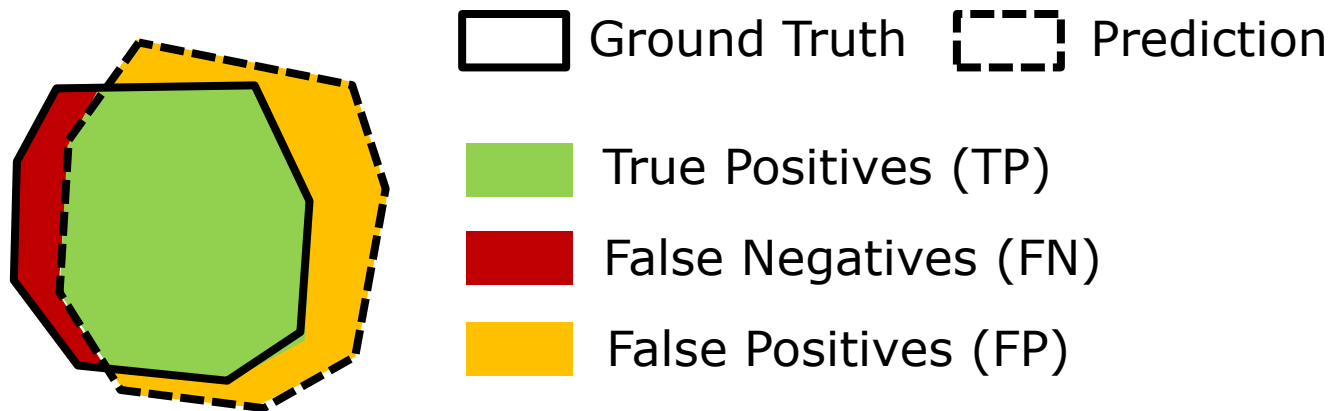 Ground Truth Prediction
True Positives (TP)
False Negatives (FN)
False Positives (FP)